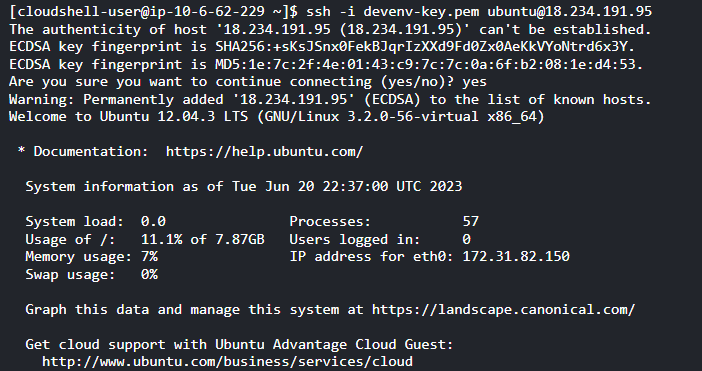 [cloudshell-user@ip-10-6-62-229 ~]$ ssh -i devenv-key.pem ubuntu@18.234.191.95
The authenticity of host '18.234.191.95 (18.234.191.95)' can't be established.
ECDSA key fingerprint is SHA256:+sKsJSnx0FekBJqrIzXXd9Fd0Zx0AeKkVYoNtrd6x3Y.
ECDSA key fingerprint is MD5:1e:7c:2f:4e:01:43:c9:7c:7c:0a:6f:b2:08:1e:d4:53.
Are you sure you want to continue connecting (yes/no)? yes
Warning: Permanently added '18.234.191.95' (ECDSA) to the list of known hosts.
Welcome to Ubuntu 12.04.3 LTS (GNU/Linux 3.2.0-56-virtual x86_64)
* Documentation:  https://help.ubuntu.com/
System information as of Tue Jun 20 22:37:00 UTC 2023
System load:  0.0 Processes: 57
Usage of /:   11.1% of 7.87GB Users logged in: 0
Memory usage: 7% IP address for eth0: 172.31.82.150
Swap usage:   0%
Graph this data and manage this system at https://landscape.canonical.com/
Get cloud support with Ubuntu Advantage Cloud Guest:
http://www.ubuntu.com/business/services/cloud